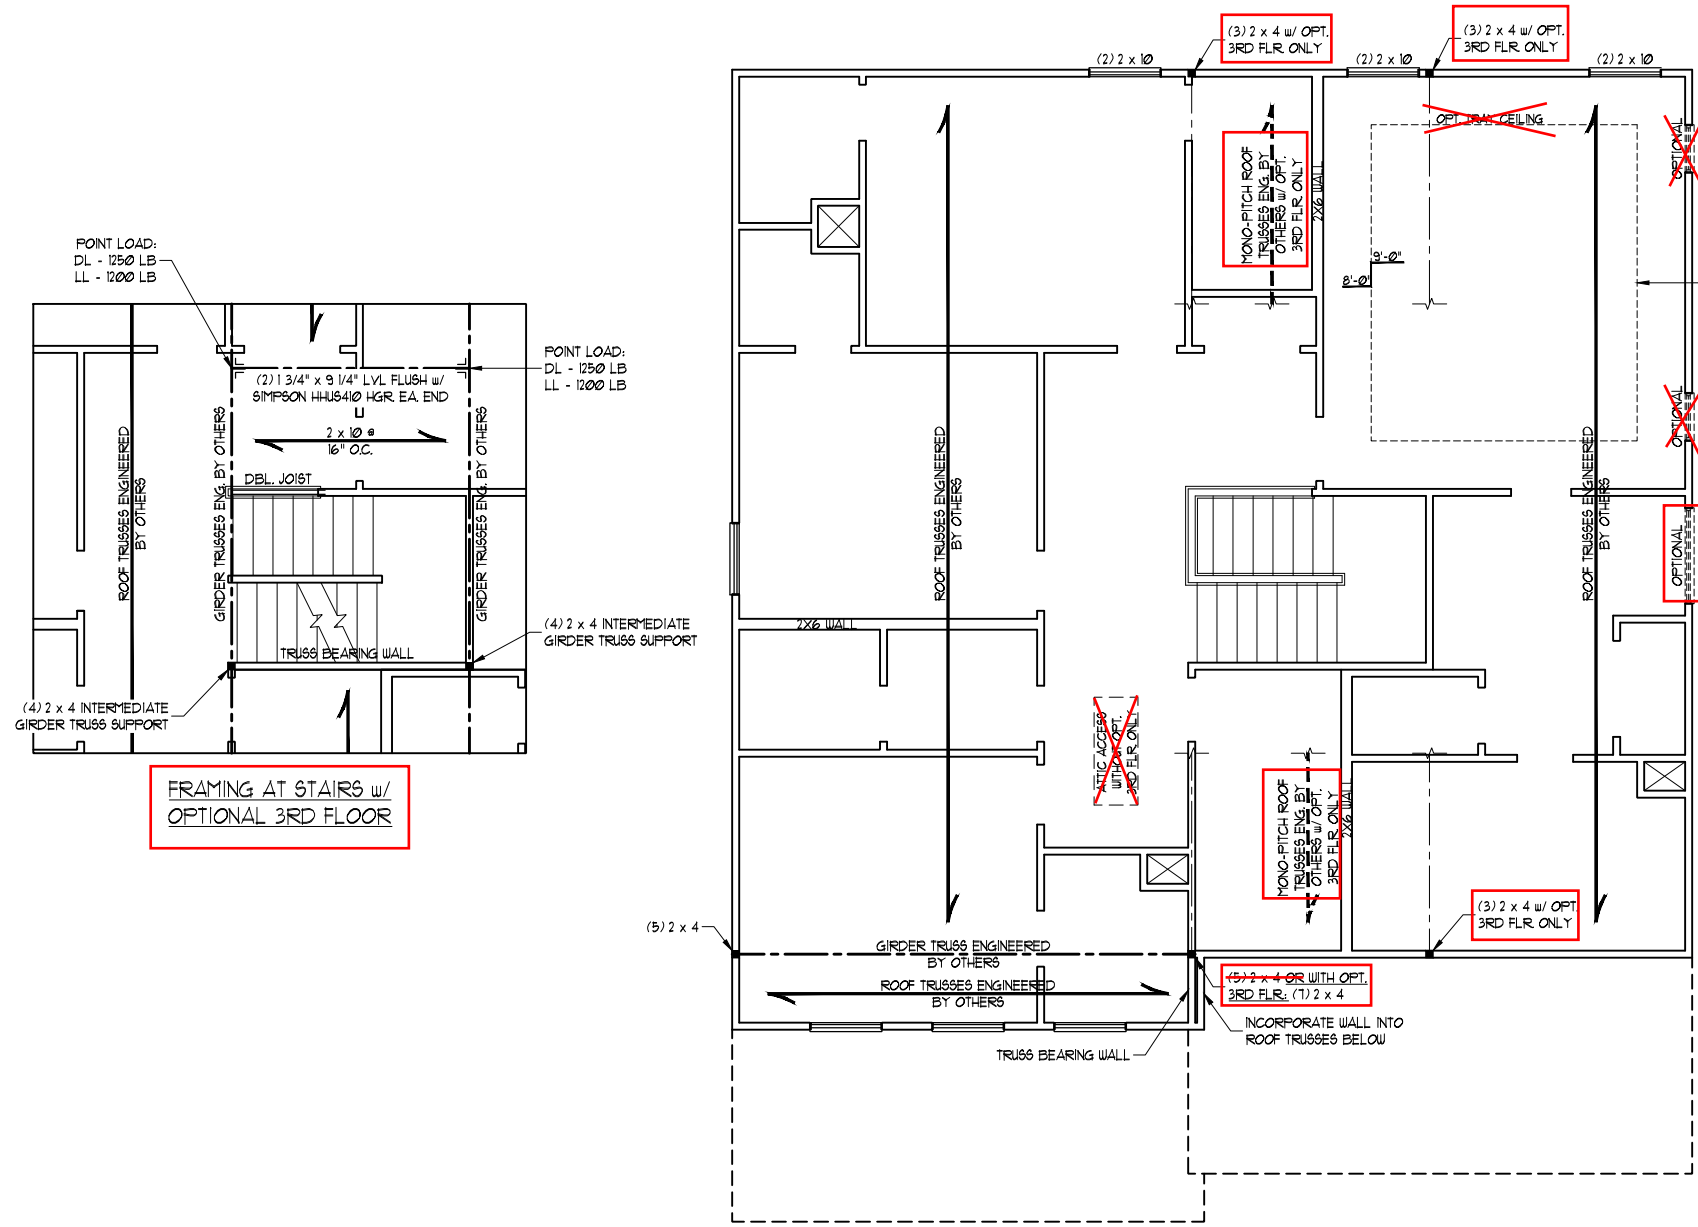 (3) 2 x 4 w/ OPT.
3RD FLR. ONLY
(3) 2 x 4 w/ OPT.
3RD FLR. ONLY
(2) 2 x 10
(2) 2 x 10
(2) 2 x 10
OPT. TRAY CEILING
OPTIONAL
MONO-PITCH ROOF
TRUSSES ENG. BY
OTHERS w/ OPT.
3RD FLR. ONLY
2X6 WALL
9'-0"
8'-0"
POINT LOAD:
DL - 1250 LB
LL - 1200 LB
POINT LOAD:
DL - 1250 LB
LL - 1200 LB
(2) 1 3/4" x 9 1/4" LVL FLUSH w/
SIMPSON HHUS410 HGR. EA. END
2 x 10 @
16" O.C.
DBL. JOIST
ROOF TRUSSES ENGINEERED
BY OTHERS
GIRDER TRUSSES ENG. BY OTHERS
GIRDER TRUSSES ENG. BY OTHERS
TRUSS BEARING WALL
(4) 2 x 4 INTERMEDIATE
GIRDER TRUSS SUPPORT
(4) 2 x 4 INTERMEDIATE
GIRDER TRUSS SUPPORT
FRAMING AT STAIRS w/
OPTIONAL 3RD FLOOR
ROOF TRUSSES ENGINEERED
BY OTHERS
ROOF TRUSSES ENGINEERED
BY OTHERS
OPTIONAL
OPTIONAL
2X6 WALL
ATTIC ACCESS
WITHOUT OPT.
3RD FLR. ONLY
MONO-PITCH ROOF
TRUSSES ENG. BY
OTHERS w/ OPT.
3RD FLR. ONLY
2X6 WALL
(3) 2 x 4 w/ OPT.
3RD FLR. ONLY
(5) 2 x 4
GIRDER TRUSS ENGINEERED
BY OTHERS
ROOF TRUSSES ENGINEERED
BY OTHERS
(5) 2 x 4 OR WITH OPT.
3RD FLR.: (7) 2 x 4
INCORPORATE WALL INTO
ROOF TRUSSES BELOW
TRUSS BEARING WALL